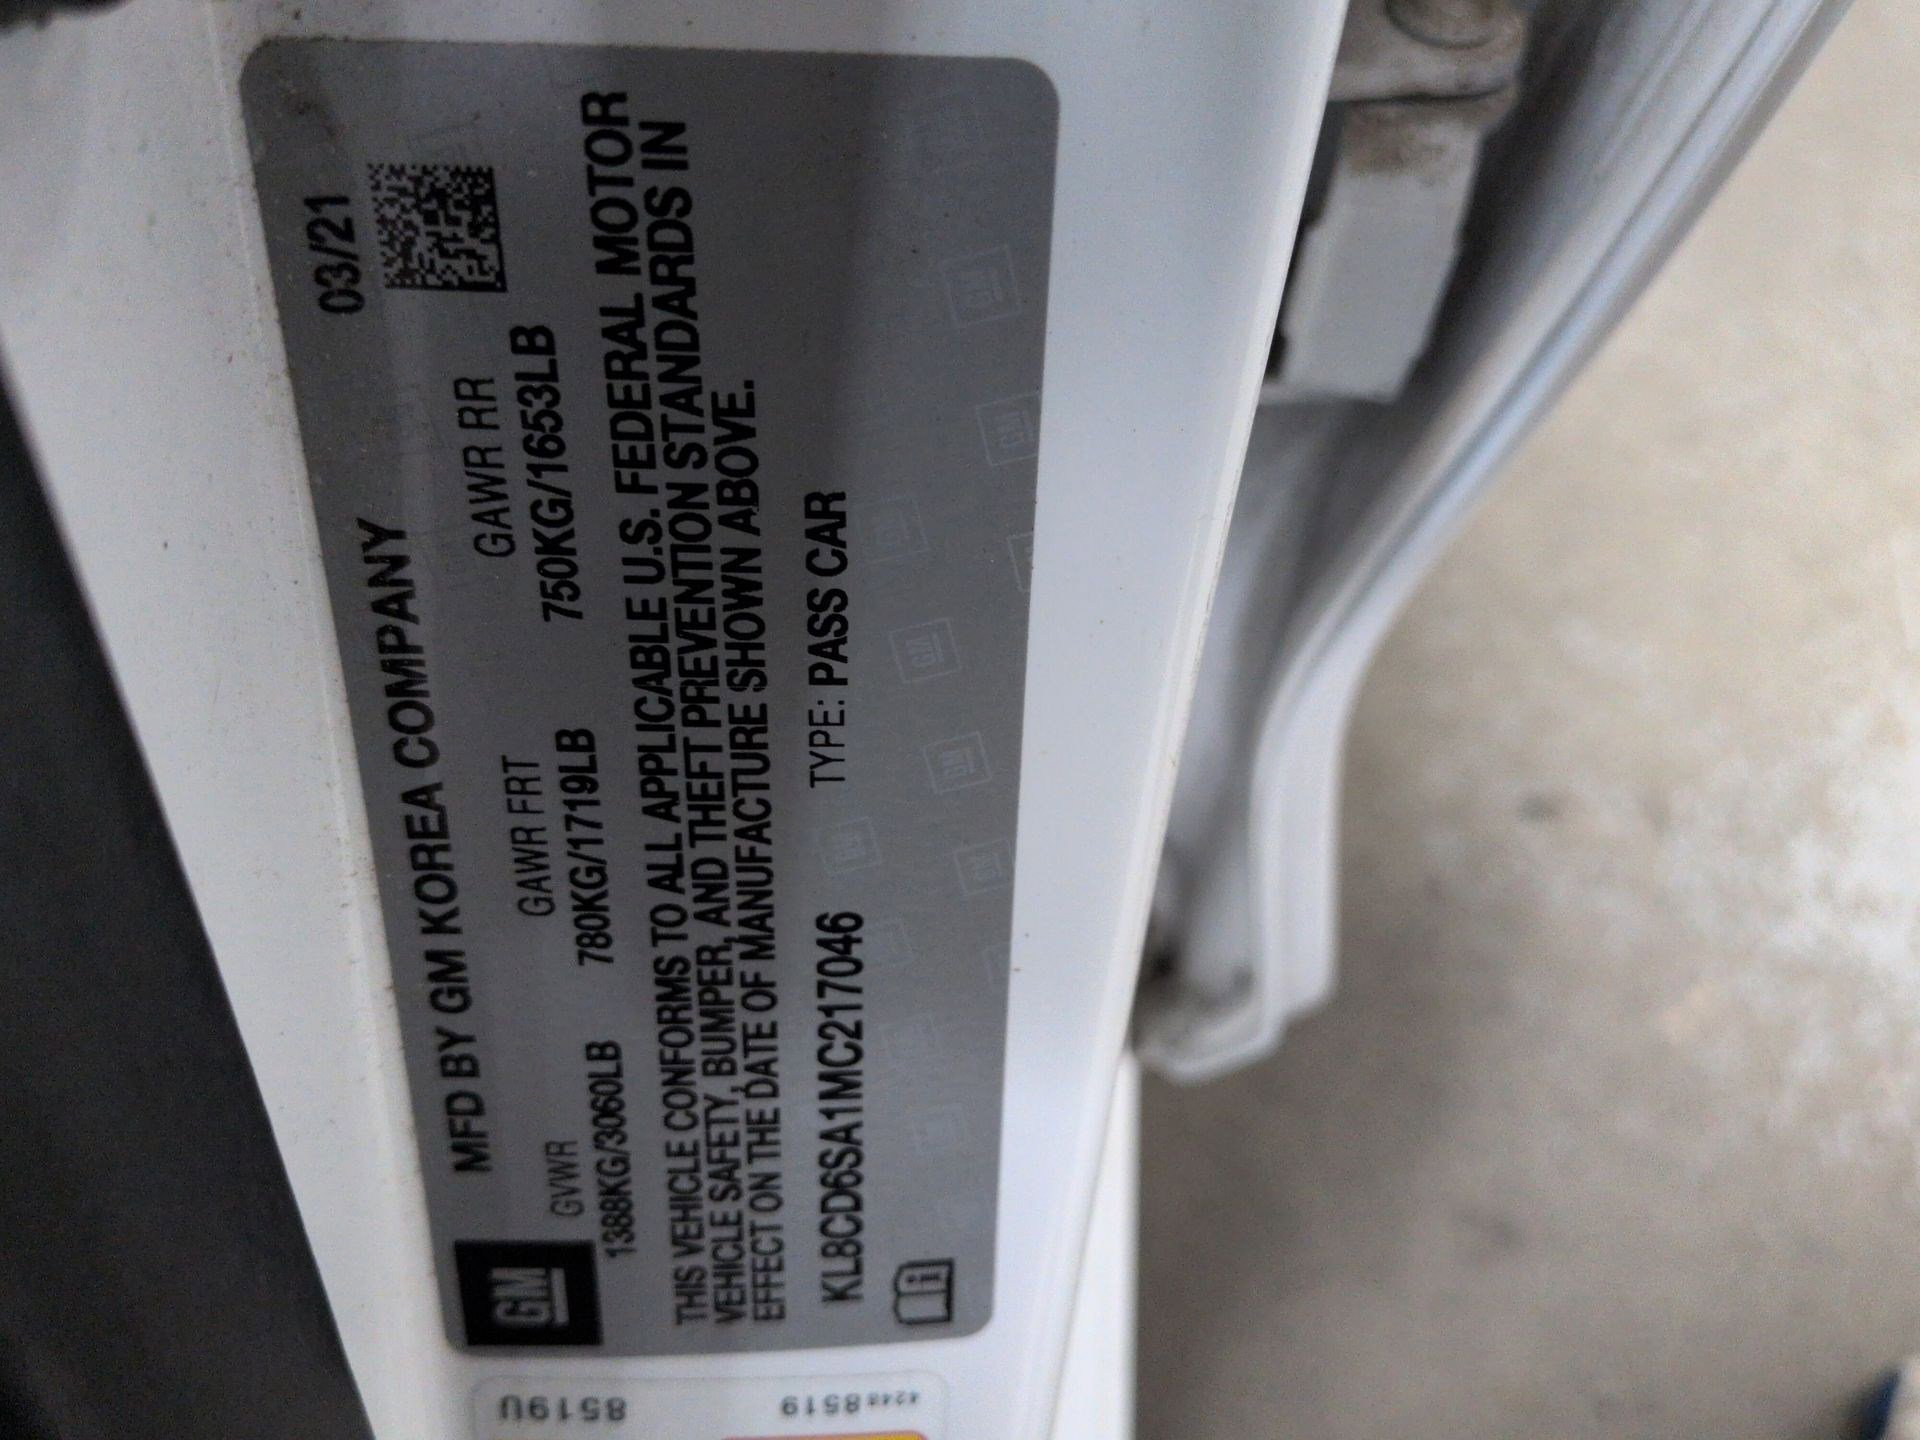 MFD BY GM KOREA COMPANY 03/21
GM
GVWR GAWR FRT GAWR RR
1388KG/3060LB 780KG/1719LB 750KG/1653LB
THIS VEHICLE CONFORMS TO ALL APPLICABLE U.S. FEDERAL MOTOR
VEHICLE SAFETY, BUMPER, AND THEFT PREVENTION STANDARDS IN
EFFECT ON THE DATE OF MANUFACTURE SHOWN ABOVE.
KL8CD6SA1MC217046 TYPE: PASS CAR
8519U
42488519